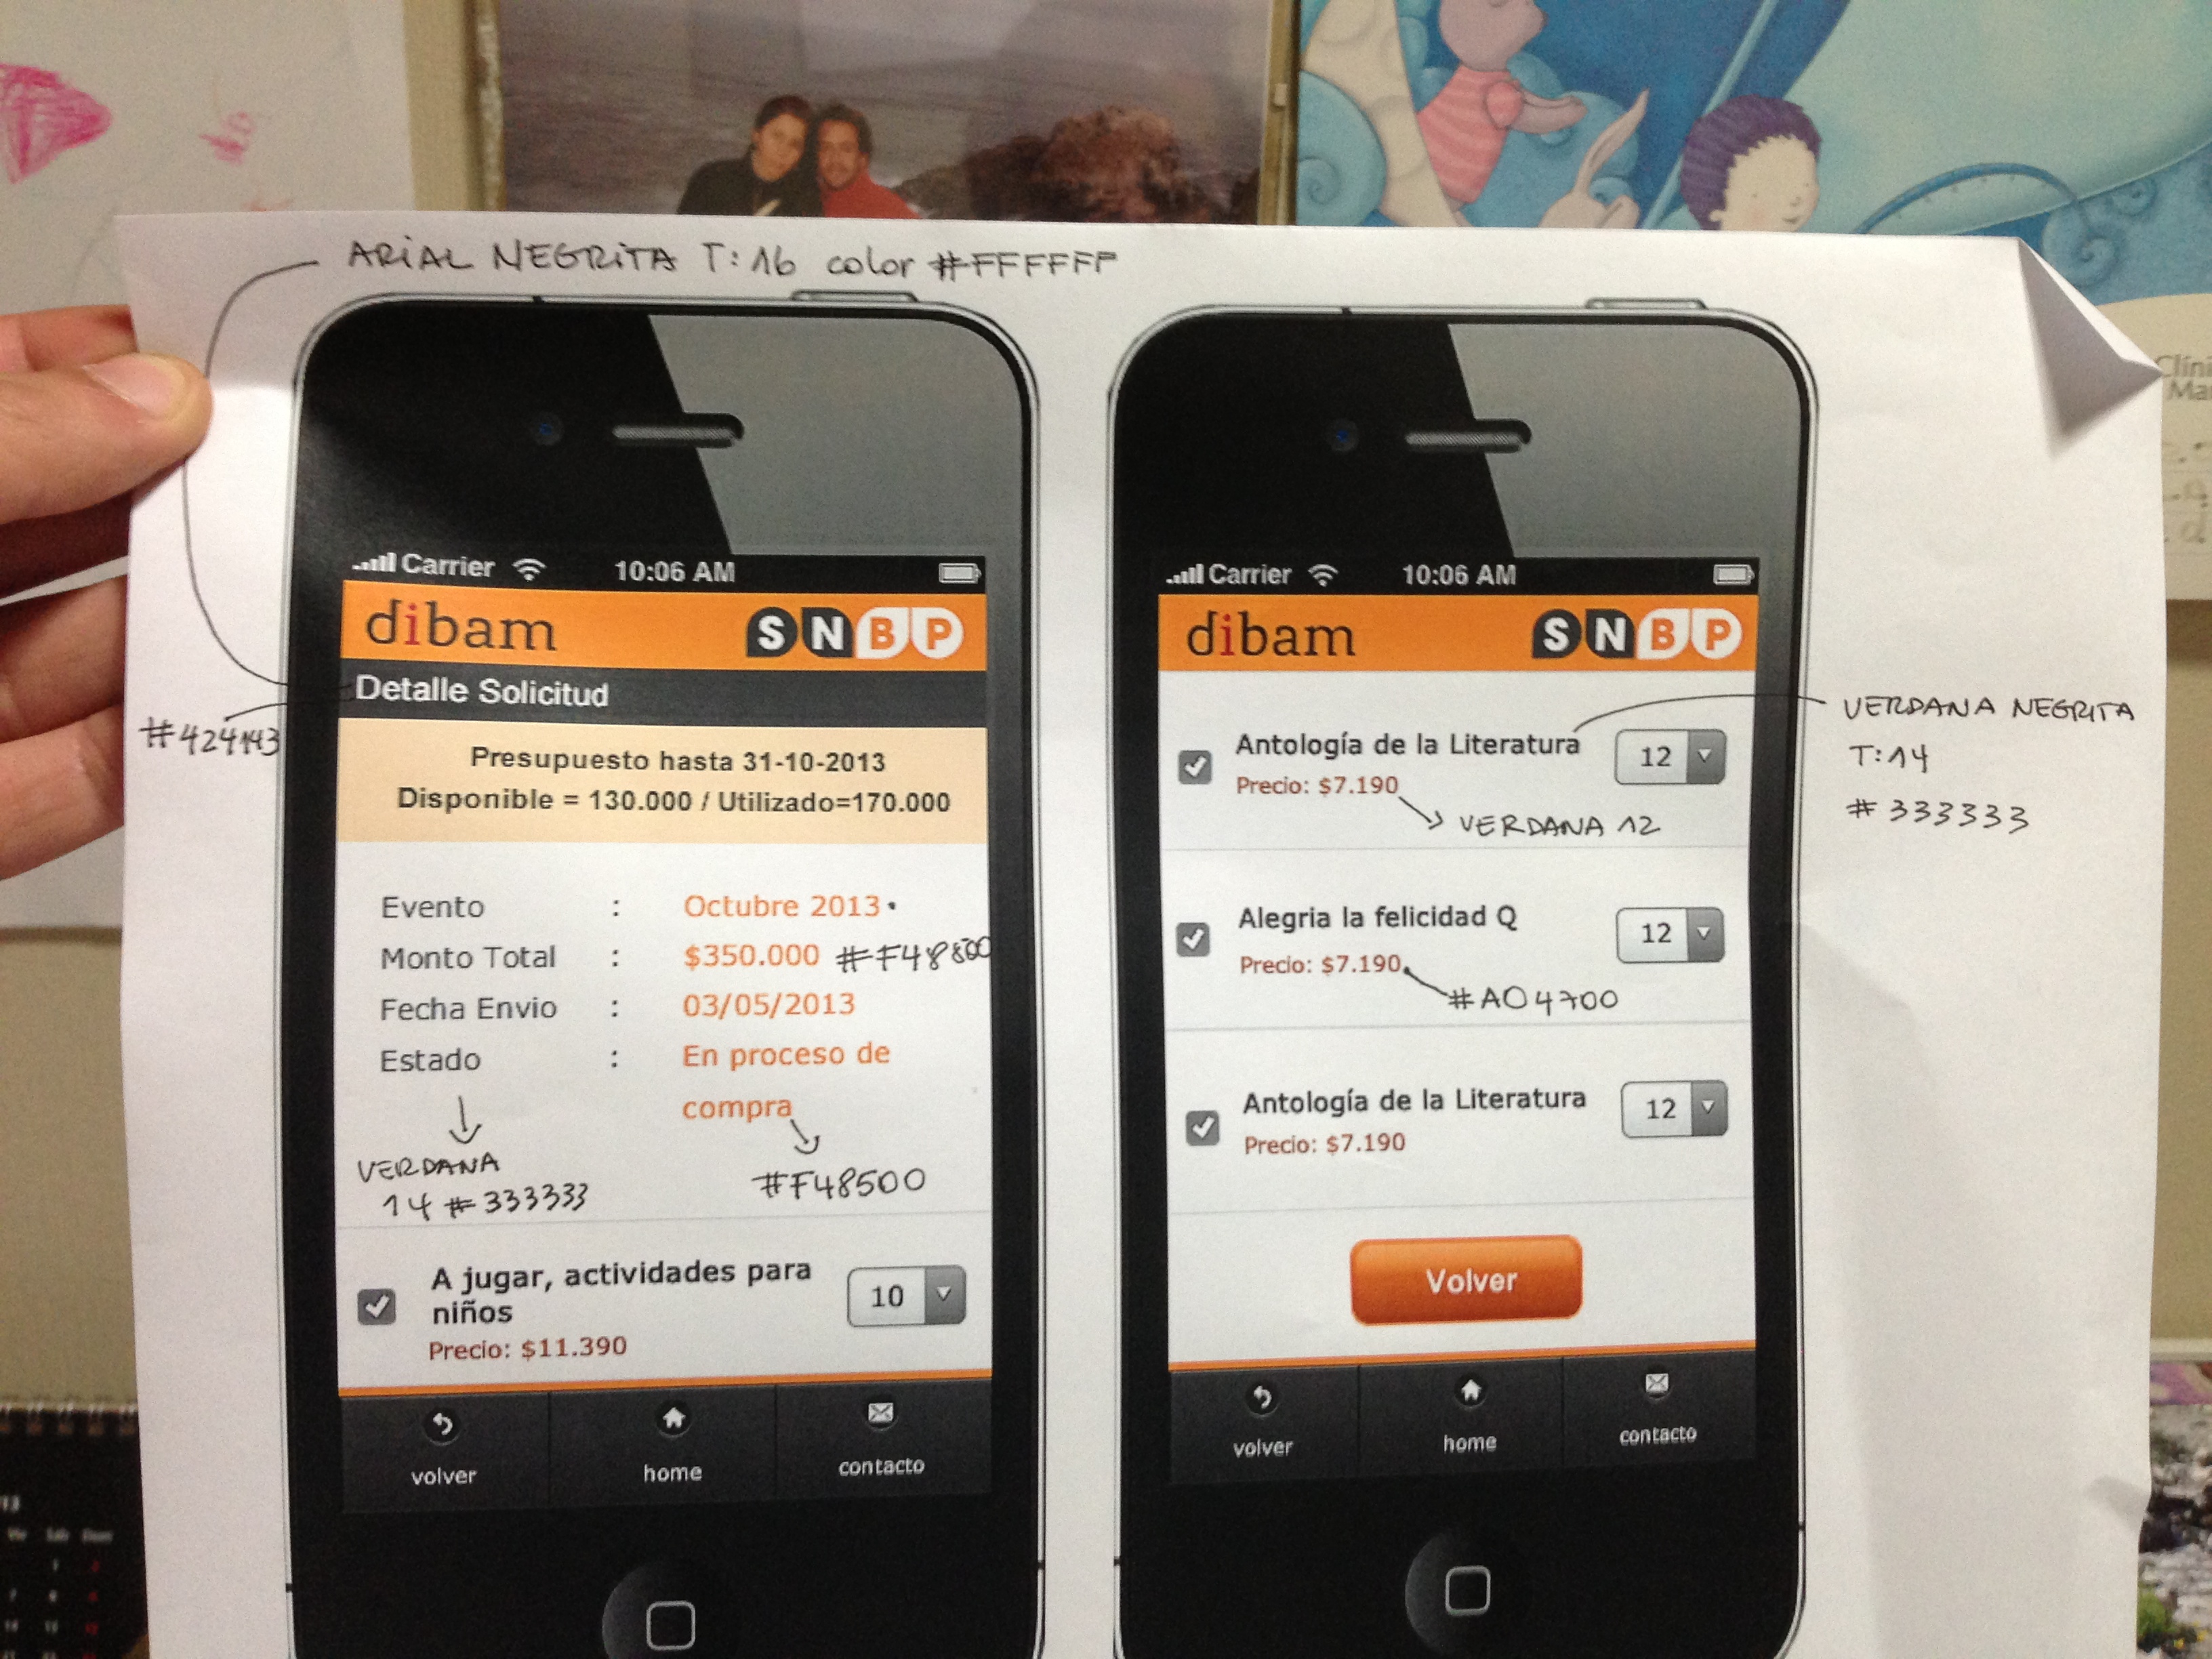 ARIAL NEGRITA T:16 color #FFFFFF
Carrier 10:06 AM
dibam SNBP
Detalle Solicitud
#424143
Presupuesto hasta 31-10-2013
Disponible = 130.000 / Utilizado=170.000
Evento : Octubre 2013
Monto Total : $350.000 #F48500
Fecha Envio : 03/05/2013
Estado : En proceso de
compra
VERDANA
14 #333333
#F48500
A jugar, actividades para
niños
10
Precio: $11.390
volver home contacto
Carrier 10:06 AM
dibam SNBP
Antología de la Literatura 12
Precio: $7.190
VERDANA 12
VERDANA NEGRITA
T:14
#333333
Alegria la felicidad Q 12
Precio: $7.190
#A04700
Antología de la Literatura 12
Precio: $7.190
Volver
volver home contacto